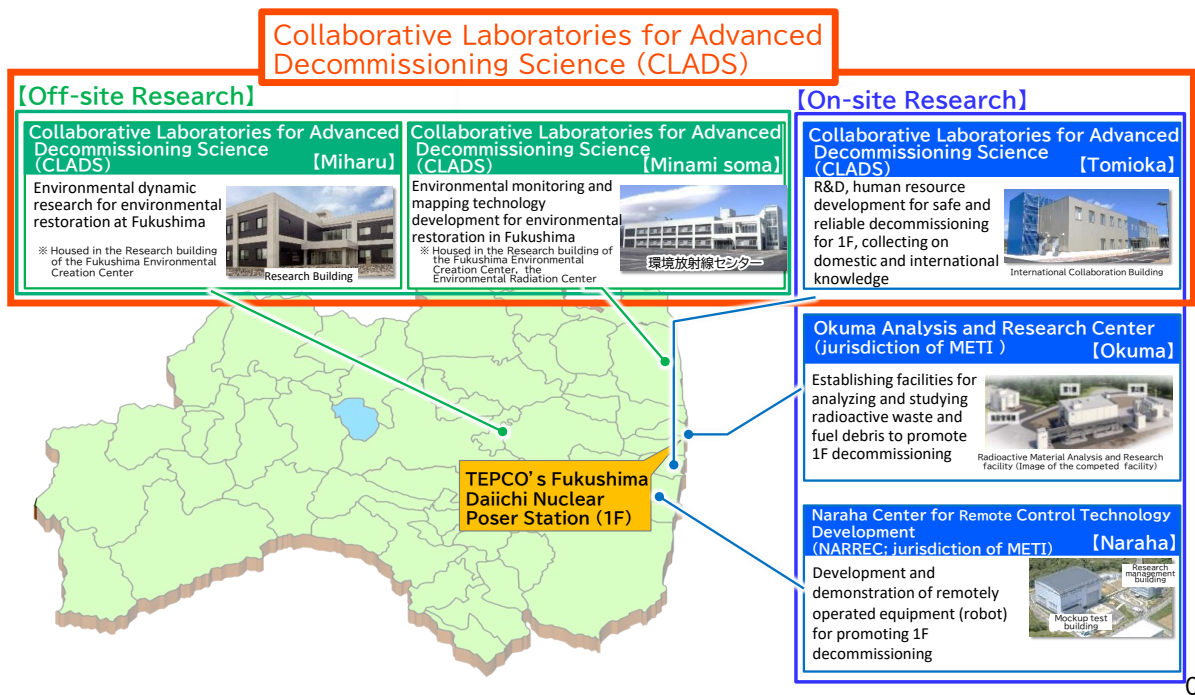 Collaborative Laboratories for Advanced
Decommissioning Science (CLADS)
【Off-site Research】
【On-site Research】
Collaborative Laboratories for Advanced
Decommissioning Science
(CLADS)
【Miharu】
Environmental dynamic
research for environmental
restoration at Fukushima
※ Housed in the Research building
of the Fukushima Environmental
Creation Center
Research Building
Collaborative Laboratories for Advanced
Decommissioning Science
(CLADS)
【Minami soma】
Environmental monitoring and
mapping technology
development for environmental
restoration in Fukushima
※ Housed in the Research building of
the Fukushima Environmental
Creation Center, the
Environmental Radiation Center
環境放射線センター
Collaborative Laboratories for Advanced
Decommissioning Science
(CLADS)
【Tomioka】
R&D, human resource
development for safe and
reliable decommissioning
for 1F, collecting on
domestic and international
knowledge
International Collaboration Building
Okuma Analysis and Research Center
(jurisdiction of METI )
【Okuma】
Establishing facilities for
analyzing and studying
radioactive waste and
fuel debris to promote
1F decommissioning
Radioactive Material Analysis and Research
facility (Image of the competed facility)
TEPCO's Fukushima
Daiichi Nuclear
Poser Station (1F)
Naraha Center for Remote Control Technology
Development
(NARREC; jurisdiction of METI)
【Naraha】
Development and
demonstration of remotely
operated equipment (robot)
for promoting 1F
decommissioning
Research
management
building
Mockup test
building